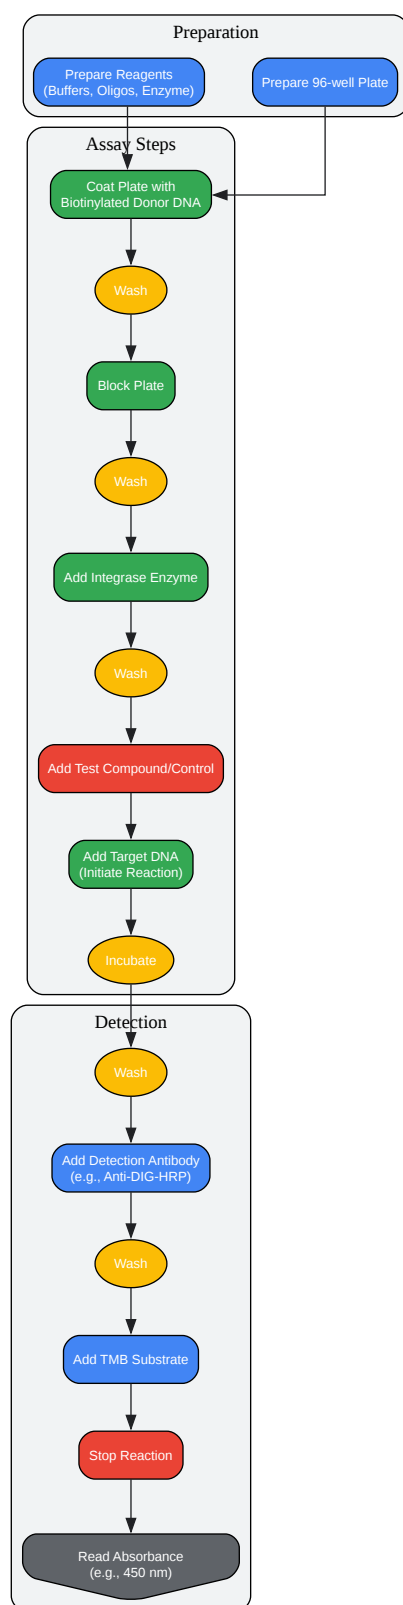 Preparation
Prepare Reagents
(Buffers, Oligos, Enzyme)
Prepare 96-well Plate
Assay Steps
Coat Plate with
Biotinylated Donor DNA
Wash
Block Plate
Wash
Add Integrase Enzyme
Wash
Add Test Compound/Control
Add Target DNA
(Initiate Reaction)
Incubate
Detection
Wash
Add Detection Antibody
(e.g., Anti-DIG-HRP)
Wash
Add TMB Substrate
Stop Reaction
Read Absorbance
(e.g., 450 nm)